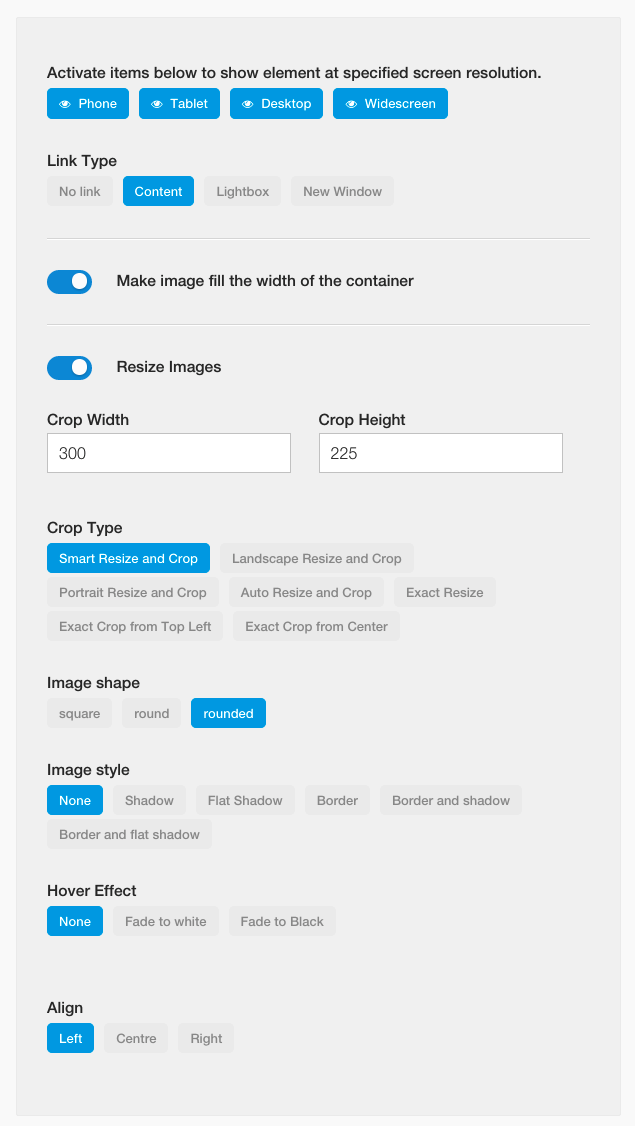 Activate items below to show element at specified screen resolution.
Phone Tablet Desktop Widescreen
Link Type
No link Content Lightbox New Window
Make image fill the width of the container
Resize Images
Crop Width Crop Height
300 225
Crop Type
Smart Resize and Crop Landscape Resize and Crop
Portrait Resize and Crop Auto Resize and Crop Exact Resize
Exact Crop from Top Left Exact Crop from Center
Image shape
square round rounded
Image style
None Shadow Flat Shadow Border Border and shadow
Border and flat shadow
Hover Effect
None Fade to white Fade to Black
Align
Left Centre Right